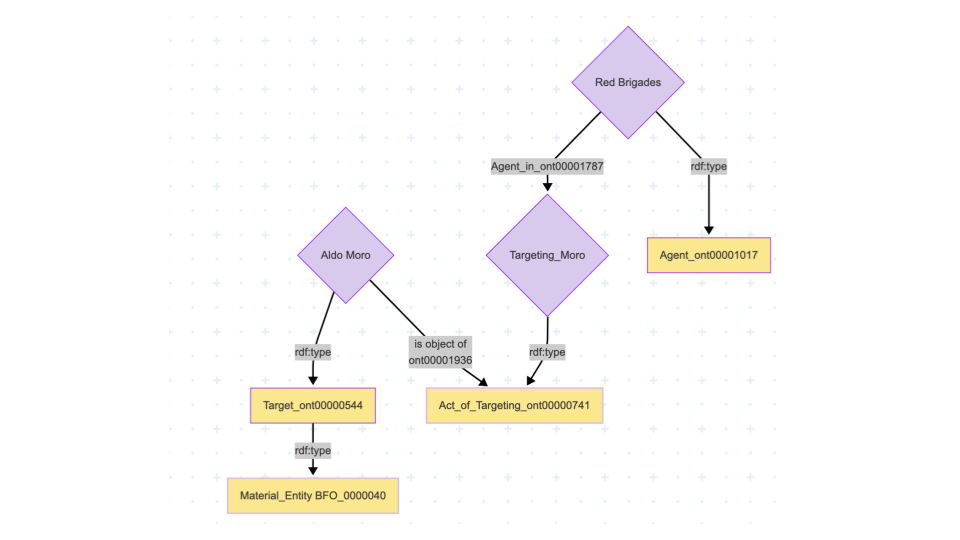 Red Brigades
Agent_in_ont00001787
rdf:type
Aldo Moro
Targeting_Moro
Agent_ont00001017
rdf:type
is object of
ont00001936
rdf:type
Target_ont00000544
Act_of_Targeting_ont00000741
rdf:type
Material_Entity BFO_0000040